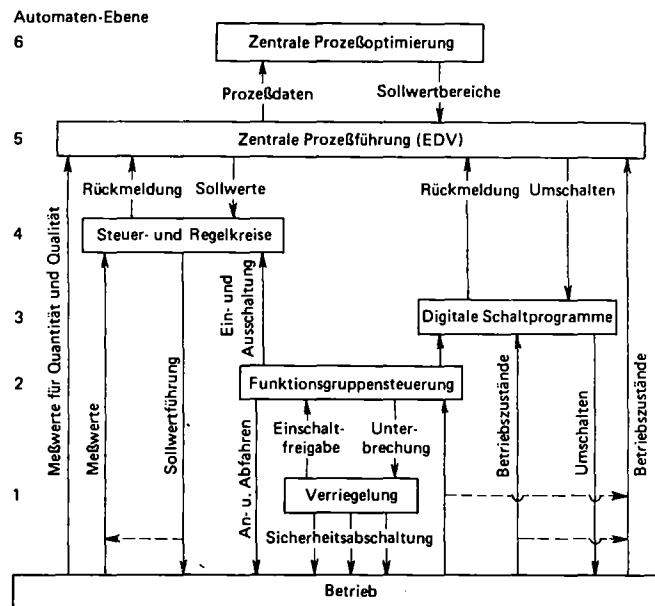 Automaten-Ebene
6
Zentrale Prozeßoptimierung
Prozeßdaten
Sollwertbereiche
5
Zentrale Prozeßführung (EDV)
Rückmeldung
Sollwerte
Rückmeldung
Umschalten
4
Steuer- und Regelkreise
Meßwerte für Quantität und Qualität
Meßwerte
Sollwertführung
Ein- und
Ausschaltung
3
Digitale Schaltprogramme
2
Funktionsgruppensteuerung
An- u. Abfahren
Einschalt-
freigabe
Unter-
brechung
Betriebszustände
Umschalten
Betriebszustände
1
Verriegelung
Sicherheitsabschaltung
Betrieb